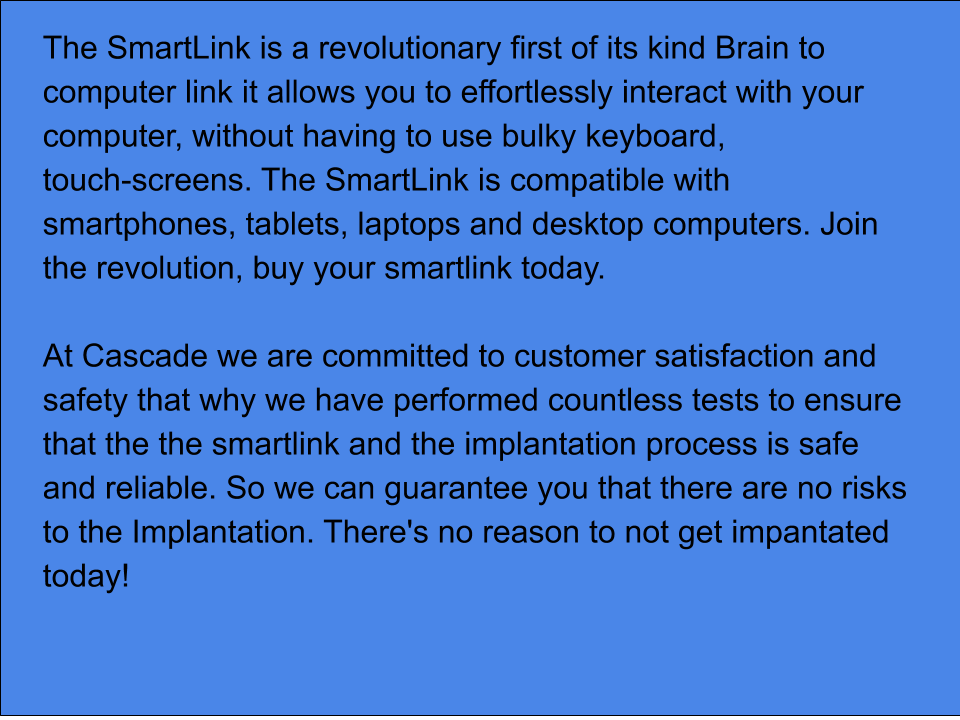 The SmartLink is a revolutionary first of its kind Brain to
computer link it allows you to effortlessly interact with your
computer, without having to use bulky keyboard,
touch-screens. The SmartLink is compatible with
smartphones, tablets, laptops and desktop computers. Join
the revolution, buy your smartlink today.
At Cascade we are committed to customer satisfaction and
safety that why we have performed countless tests to ensure
that the the smartlink and the implantation process is safe
and reliable. So we can guarantee you that there are no risks
to the Implantation. There's no reason to not get impantated
today!